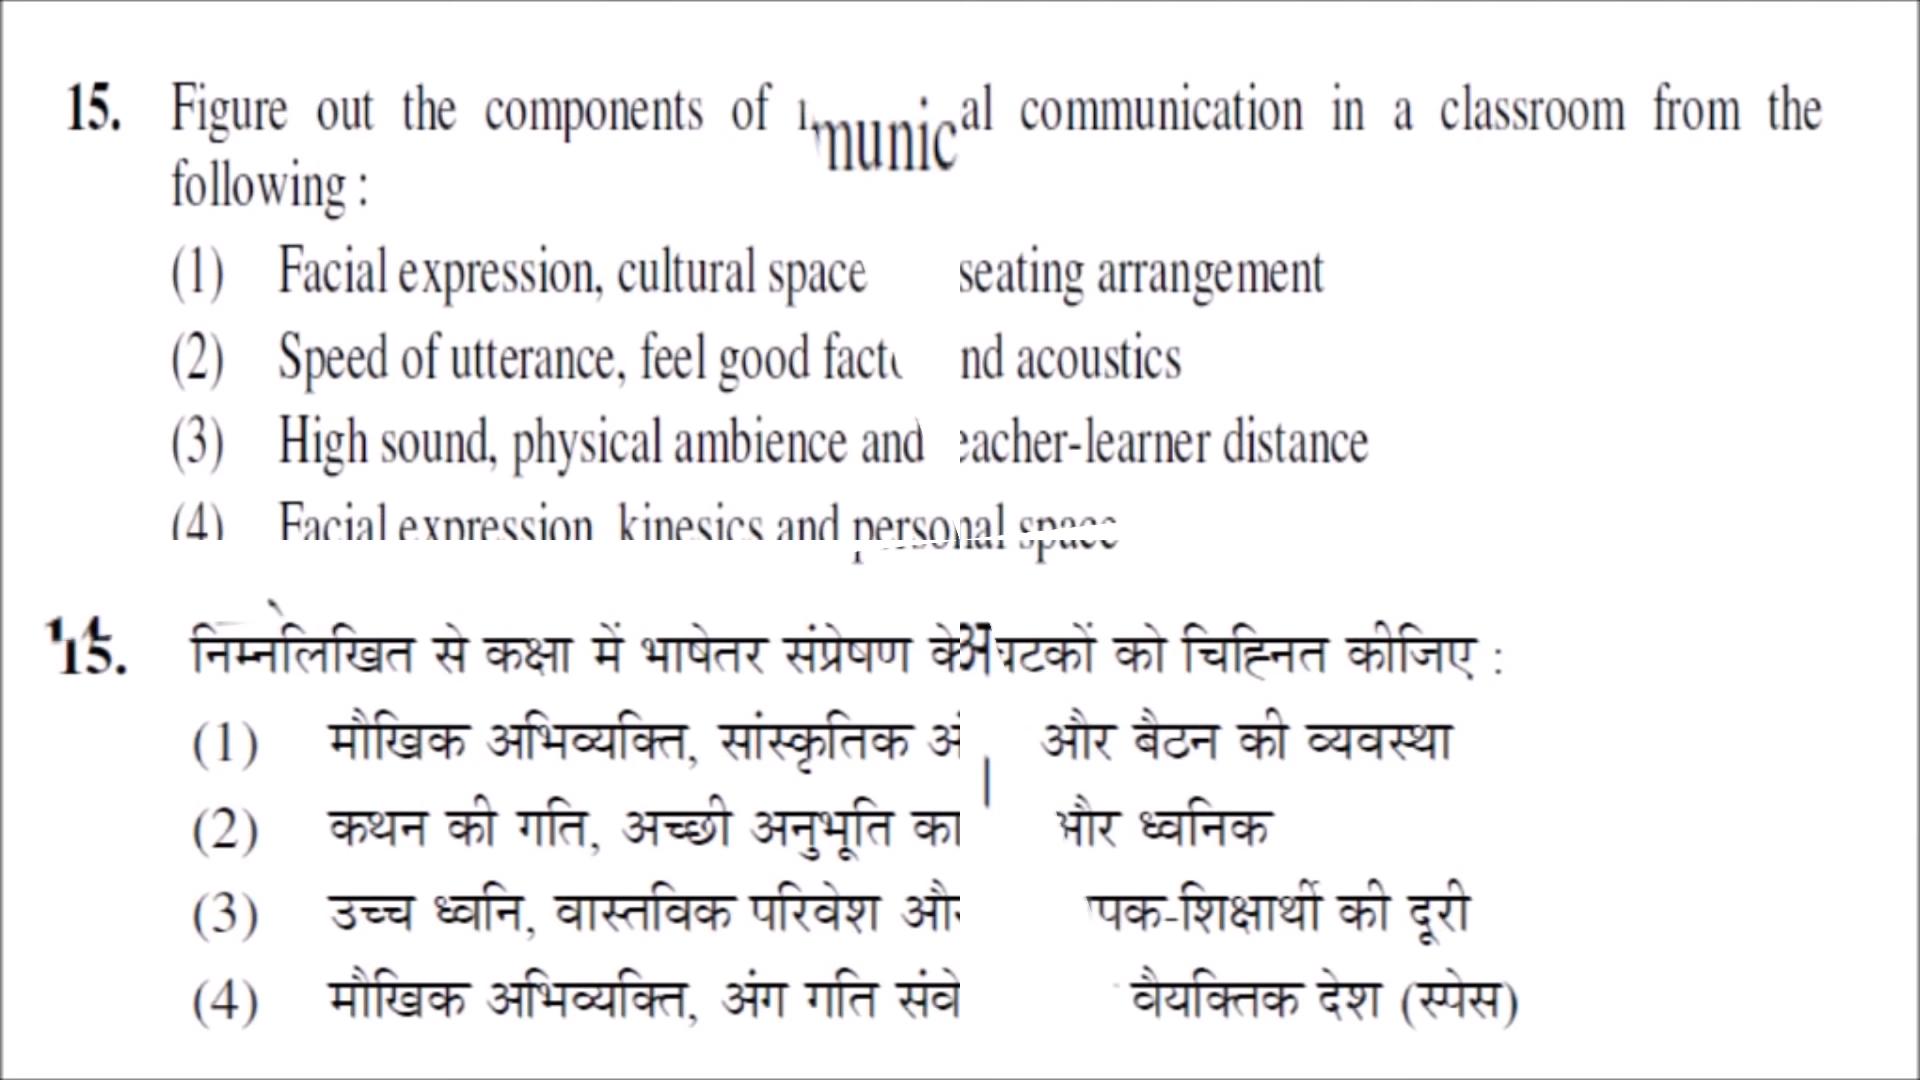 15. Figure out the components of munic al communication in a classroom from the
following :
(1) Facial expression, cultural space seating arrangement
(2) Speed of utterance, feel good fact nd acoustics
(3) High sound, physical ambience and eacher-learner distance
(4) Facial expression, kinesics and personal space
15. निम्नलिखित से कक्षा में भाषेतर संप्रेषण के घटकों को चिह्नित कीजिए :
(1) मौखिक अभिव्यक्ति, सांस्कृतिक और बैठन की व्यवस्था
(2) कथन की गति, अच्छी अनुभूति का और ध्वनिक
(3) उच्च ध्वनि, वास्तविक परिवेश पक-शिक्षार्थी की दूरी
(4) मौखिक अभिव्यक्ति, अंग गति वैयक्तिक देश (स्पेस)